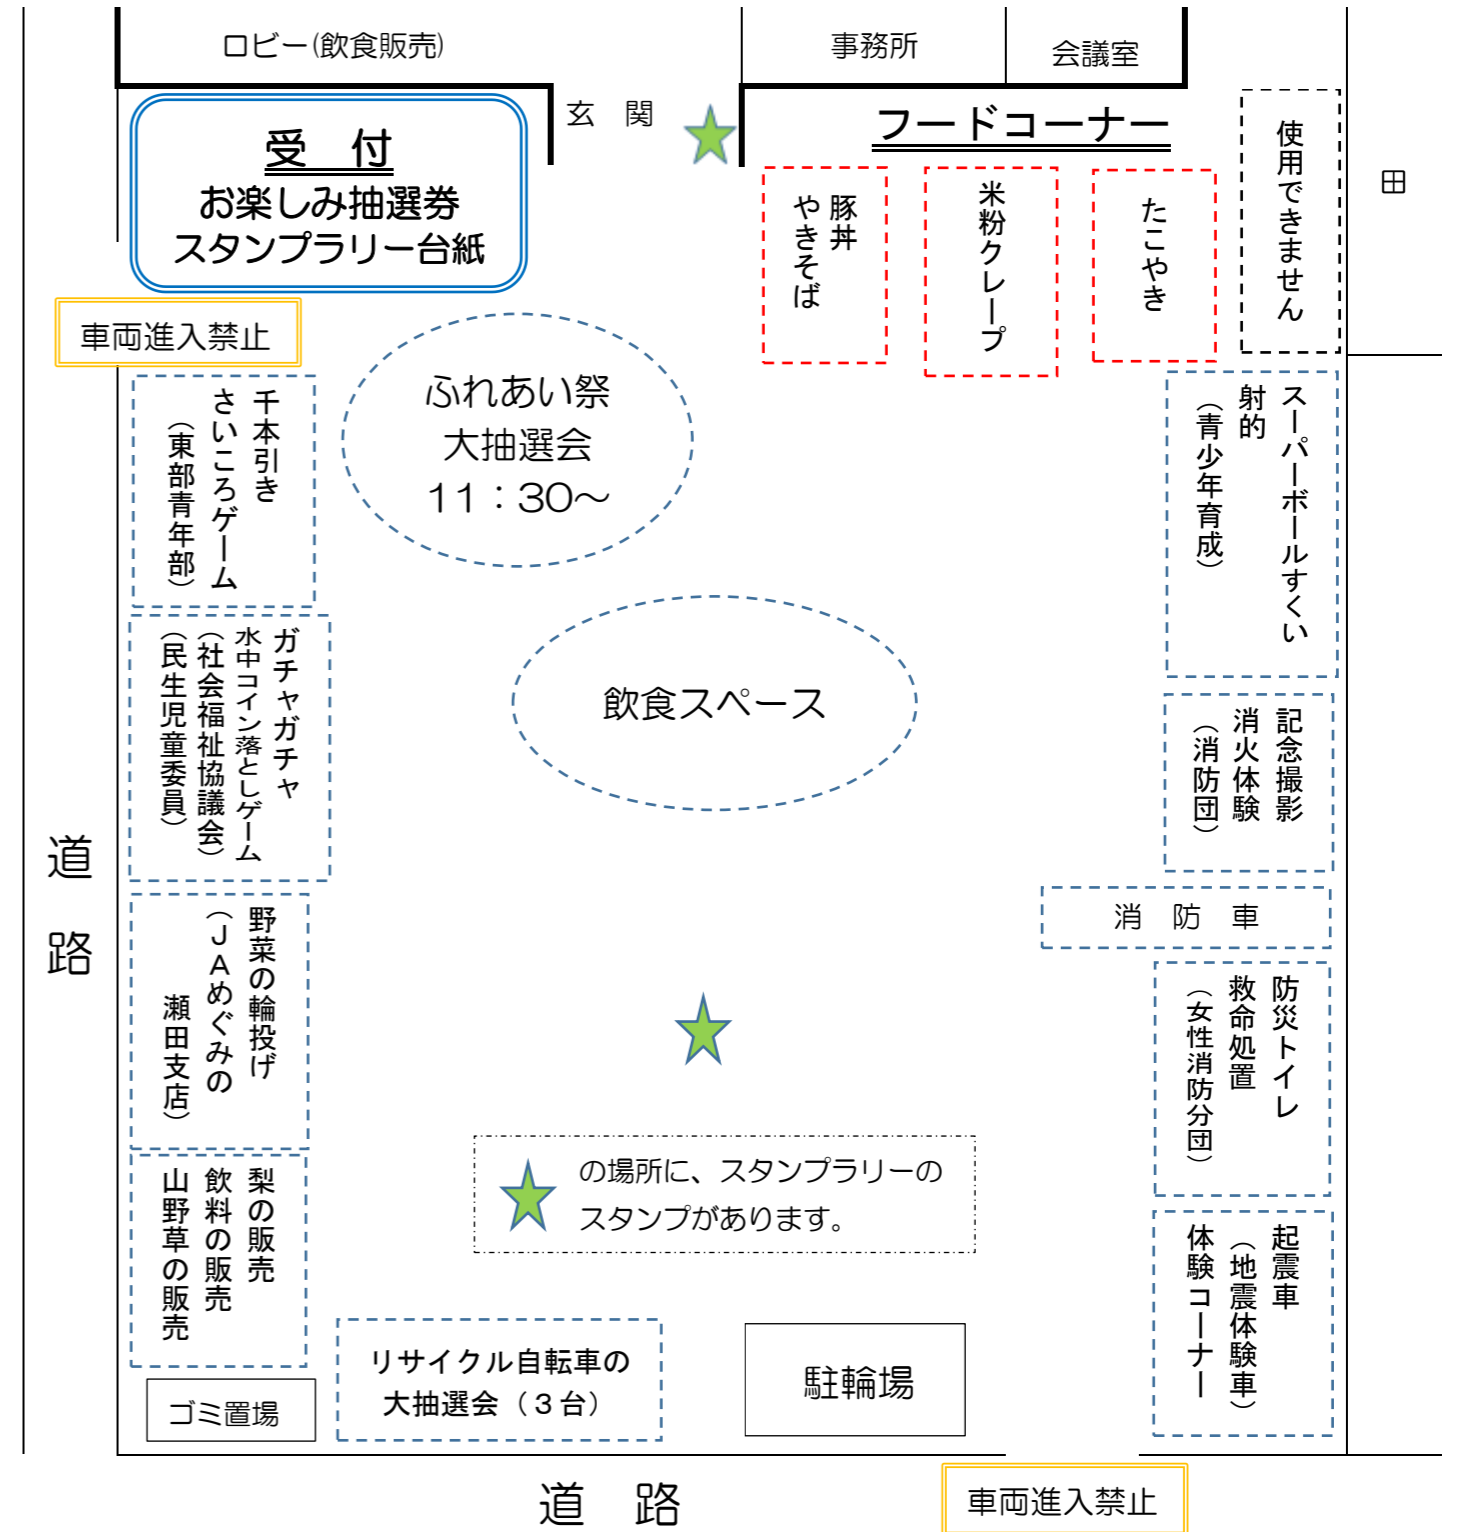 ロビー(飲食販売)
事務所
会議室
玄　関
受　付
お楽しみ抽選券
スタンプラリー台紙
フードコーナー
豚丼
やきそば
米粉クレープ
たこやき
使用できません
田
車両進入禁止
ふれあい祭
大抽選会
11：30～
千本引き
さいころゲーム
（東部青年部）
スーパーボールすくい
射的
（青少年育成）
ガチャガチャ
水中コイン落としゲーム
（社会福祉協議会）
（民生児童委員）
飲食スペース
記念撮影
消火体験
（消防団）
道路
消　防　車
野菜の輪投げ
（ＪＡめぐみの
瀬田支店）
防災トイレ
救命処置
（女性消防分団）
の場所に、スタンプラリーの
スタンプがあります。
梨の販売
飲料の販売
山野草の販売
起震車
（地震体験車）
体験コーナー
リサイクル自転車の
大抽選会（３台）
駐輪場
ゴミ置場
道　路
車両進入禁止